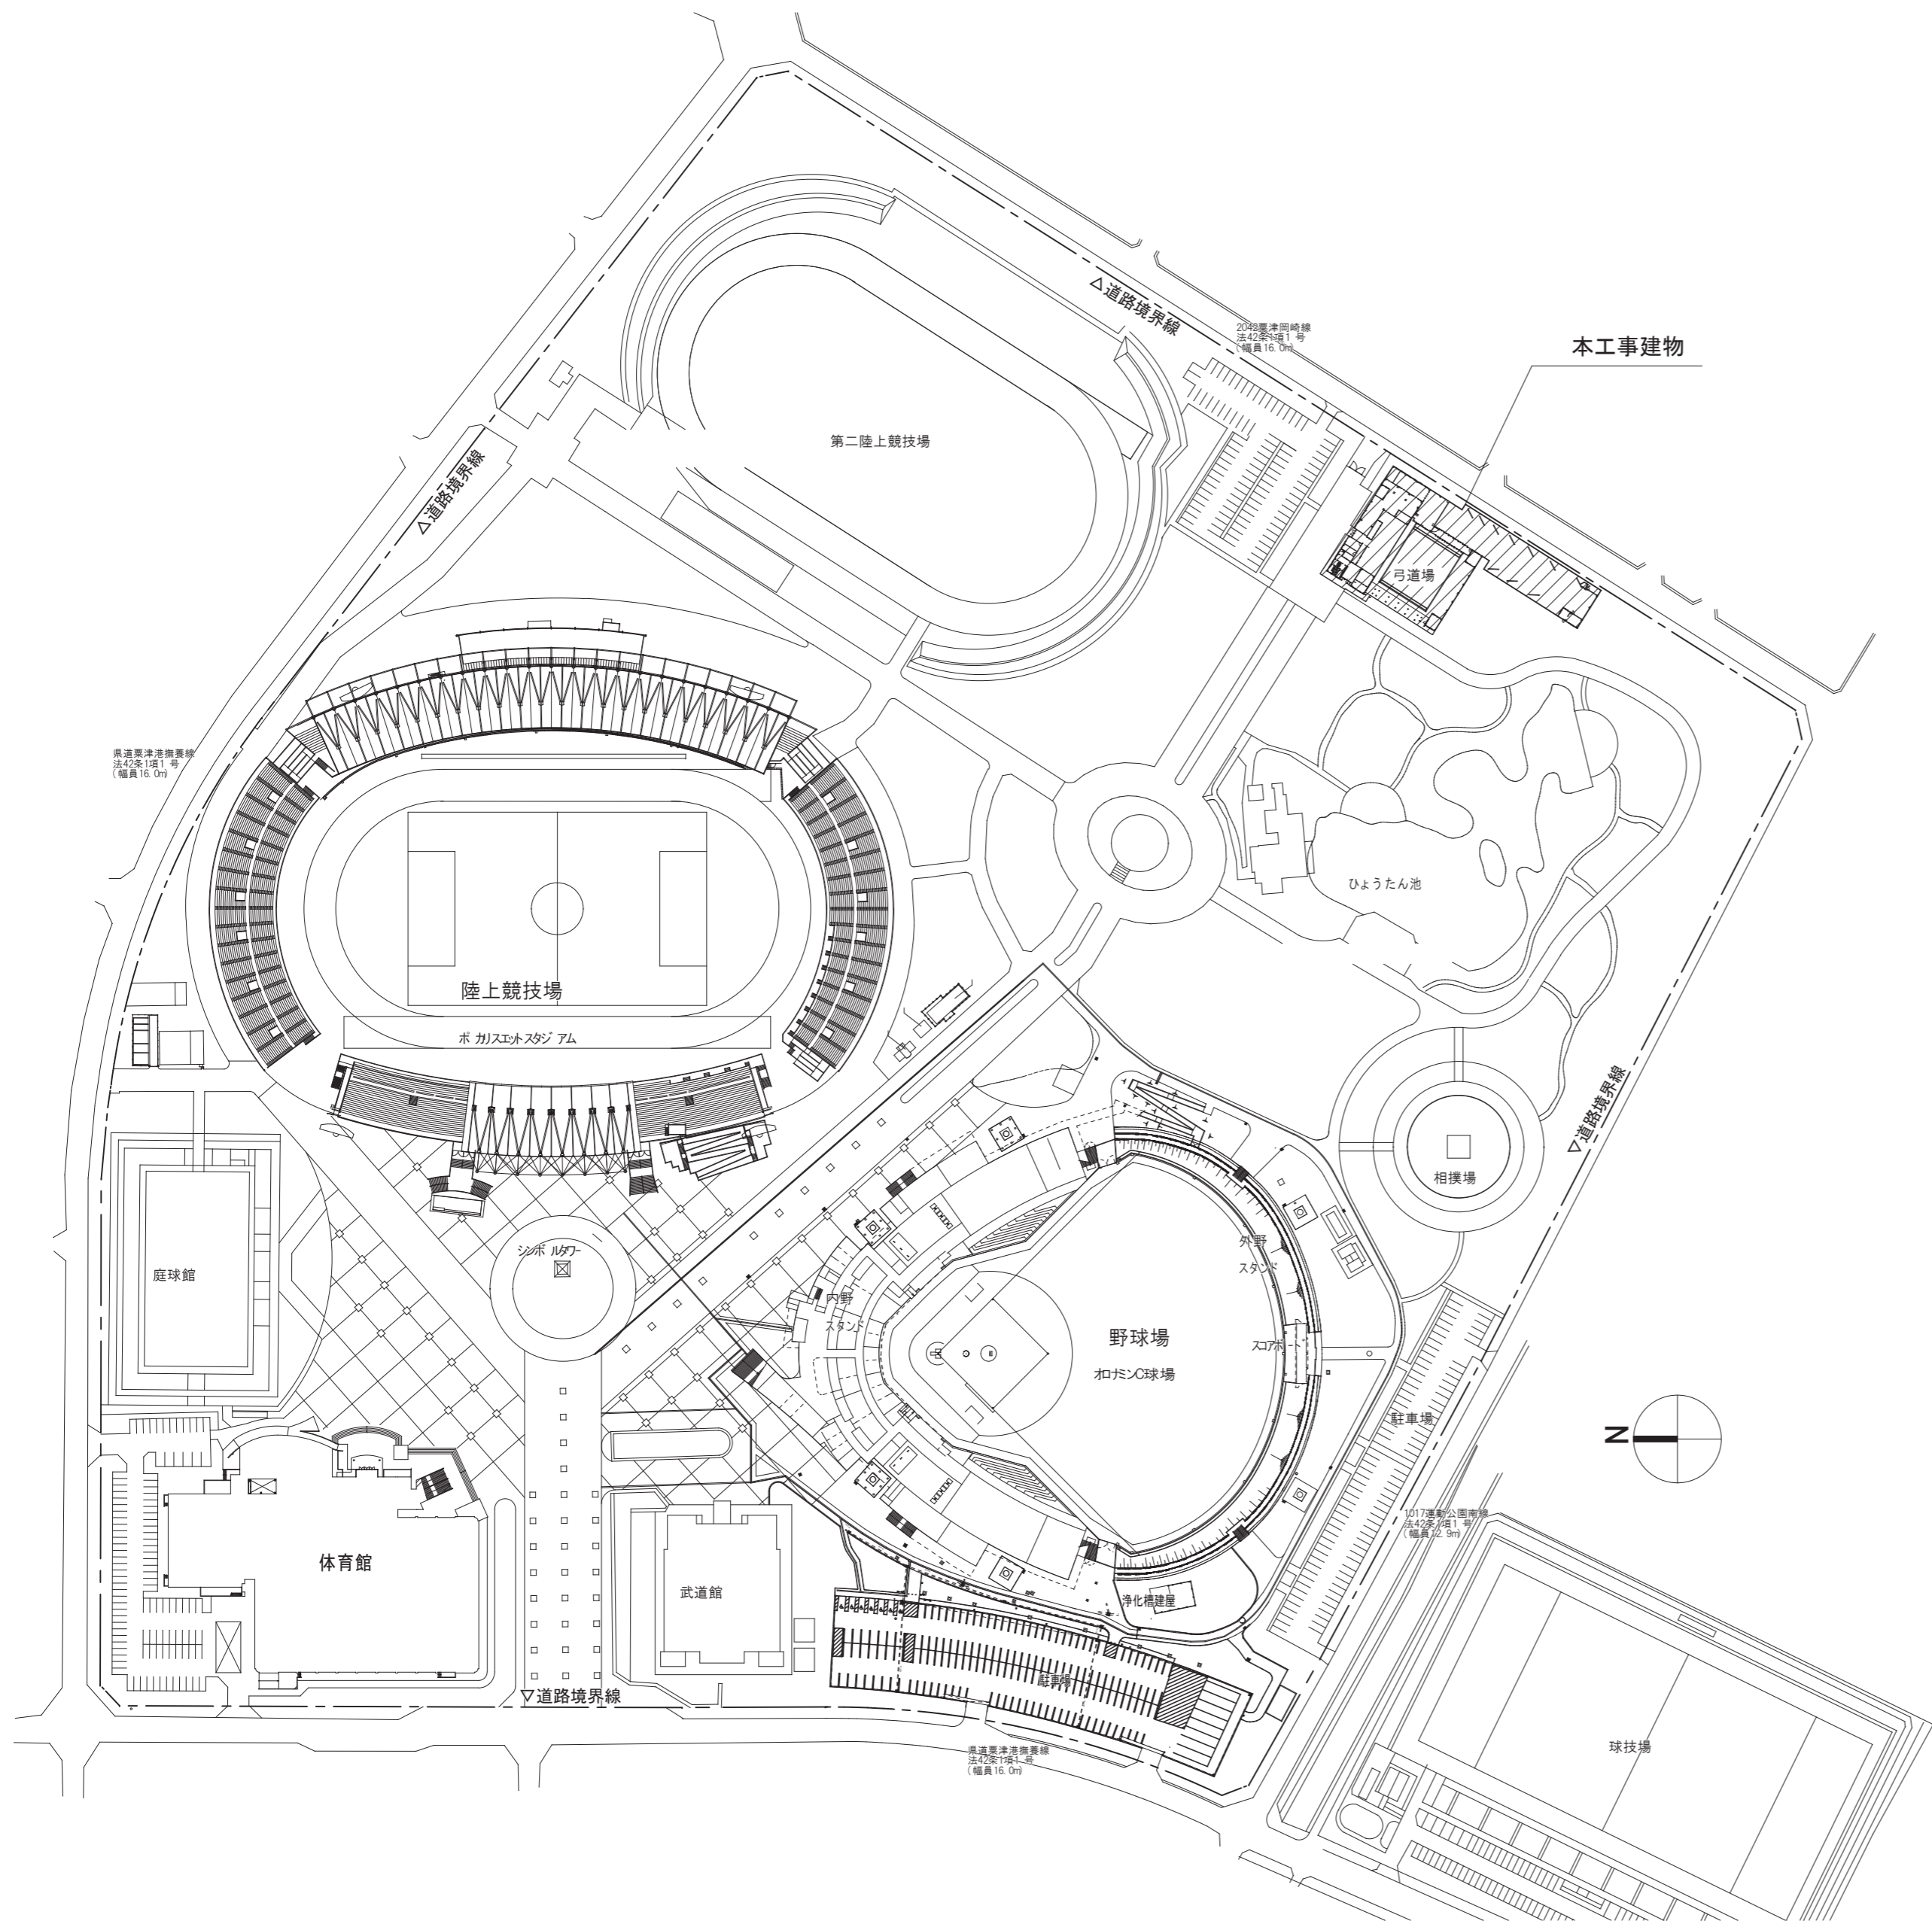 △道路境界線
2042粟津岡崎線
法42条1項1 号
(幅員16.0m)
本工事建物
第二陸上競技場
△道路境界線
弓道場
県道粟津港撫養線
法42条1項1 号
(幅員16.0m)
ひょうたん池
陸上競技場
ポカリスエットスタジアム
△道路境界線
相撲場
シンボルタワー
庭球館
外野
スタンド
内野
スタンド
野球場
スコアボード
オロナミンC球場
駐車場
N
1017運動公園南線
法42条1項1 号
(幅員12.9m)
体育館
武道館
浄化槽建屋
駐車場
▽道路境界線
県道粟津港撫養線
法42条1項1 号
(幅員16.0m)
球技場